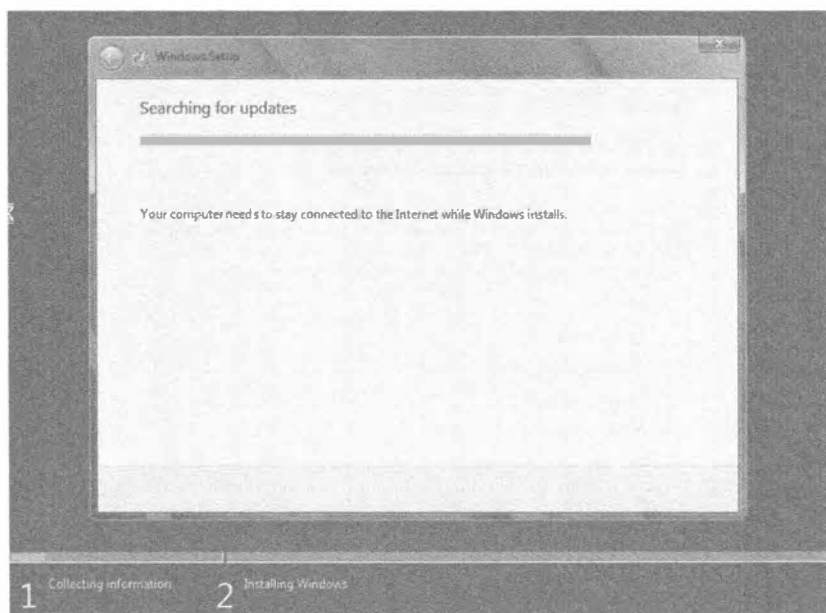 Windows Setup
Searching for updates
Your computer needs to stay connected to the Internet while Windows installs.
1 Collecting information
2 Installing Windows